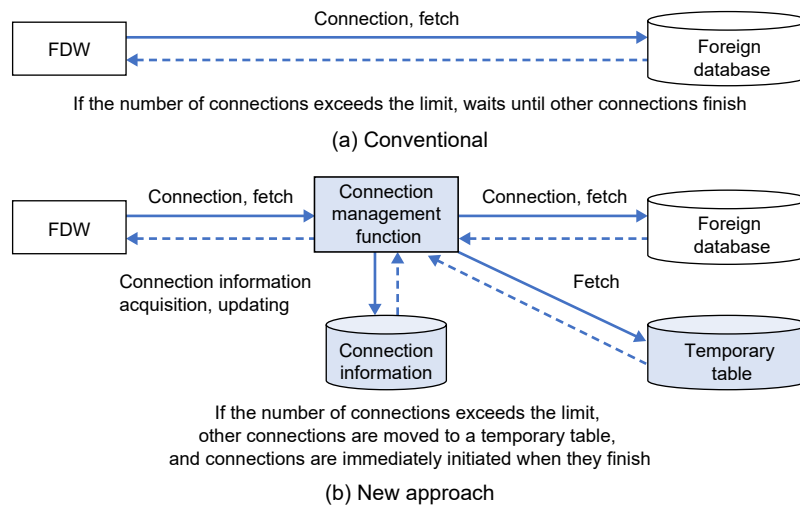 Connection, fetch
FDW
Foreign
database
If the number of connections exceeds the limit, waits until other connections finish
(a) Conventional
Connection, fetch
Connection
management
function
Connection, fetch
FDW
Foreign
database
Connection information
acquisition, updating
Fetch
Connection
information
Temporary
table
If the number of connections exceeds the limit,
other connections are moved to a temporary table,
and connections are immediately initiated when they finish
(b) New approach